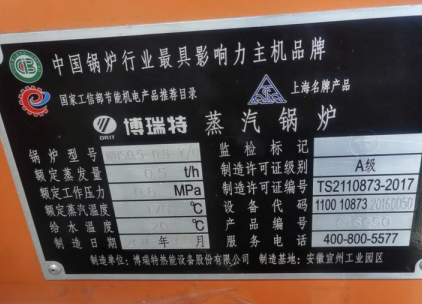 中国锅炉行业最具影响力主机品牌
国家工信部节能机电产品推荐目录
上海名牌产品
DRIT 博瑞特 蒸汽锅炉
锅炉型号 监检标记
额定蒸发量 0.5 t/h 制造许可证级别 A级
额定工作压力 MPa 制造许可证编号 TS2110873-2017
额定蒸汽温度 ℃ 设备代码 1100 10873 20160050
给水温度 20 ℃ 产品编号
制造日期 年 月 服务电话 400-800-5577
制造单位：博瑞特热能设备股份有限公司 制造基地：安徽宣州工业园区